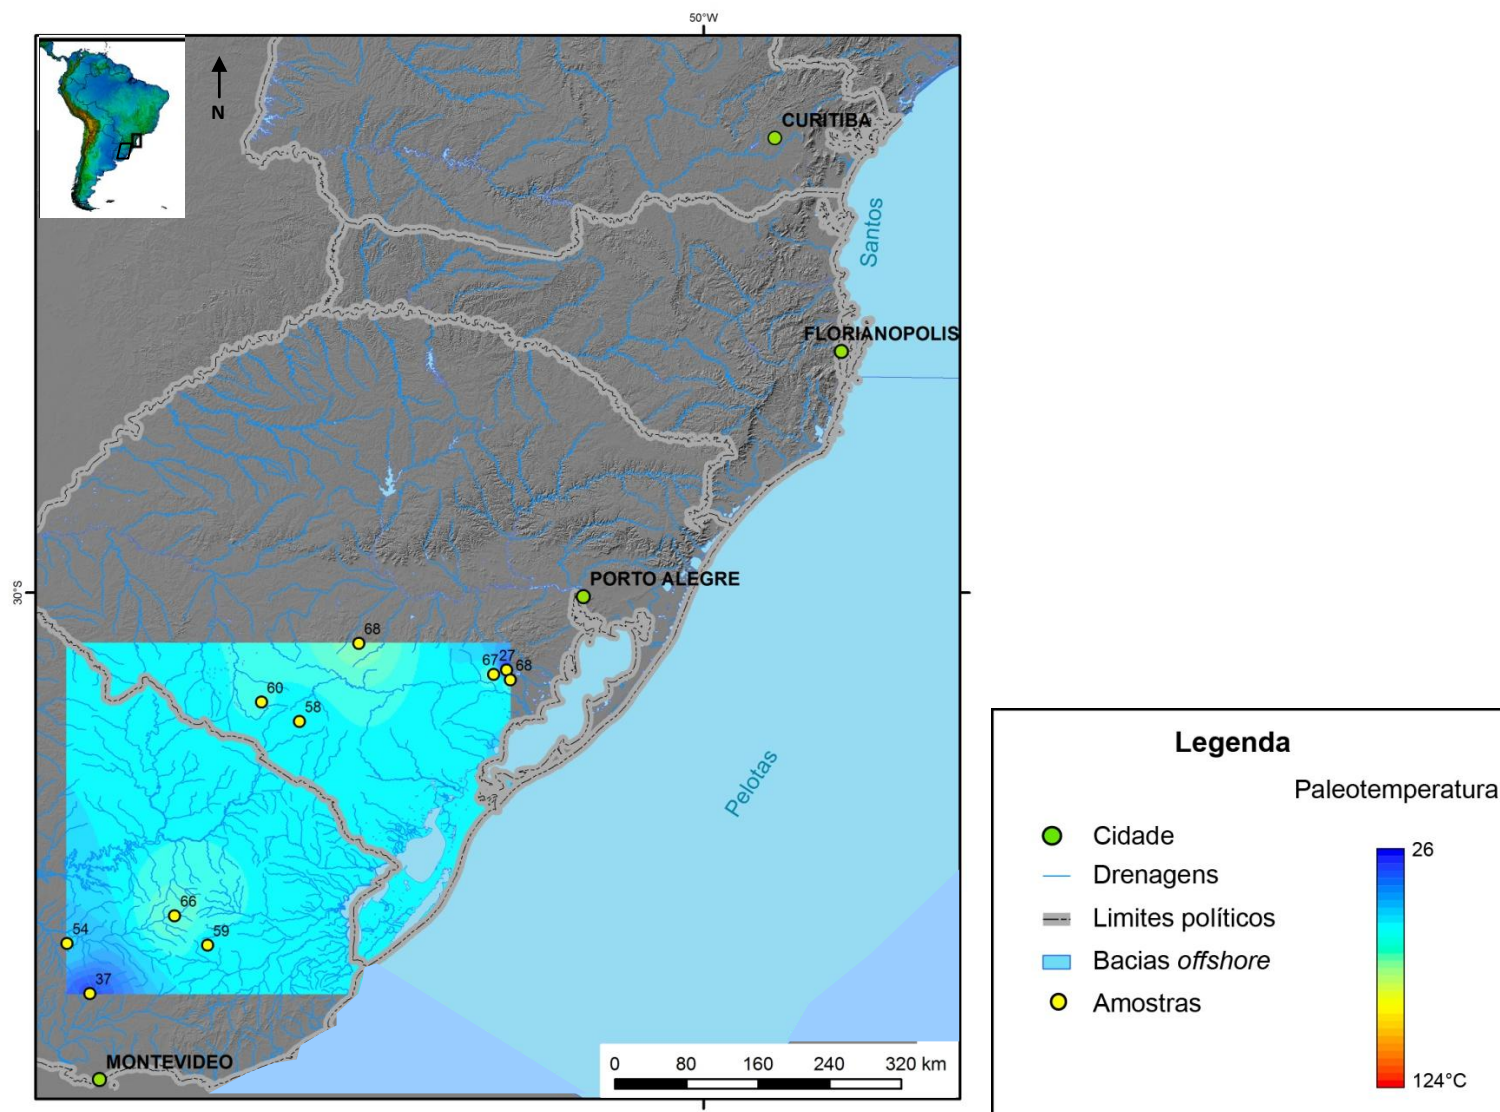 50°W
N
CURITIBA
Santos
FLORIANOPOLIS
30°S
PORTO ALEGRE
68
27
67
68
60
58
Pelotas
66
54
59
37
MONTEVIDEO
0 80 160 240 320 km
Legenda
Paleotemperatura
26
124°C
Cidade
Drenagens
Limites políticos
Bacias offshore
Amostras